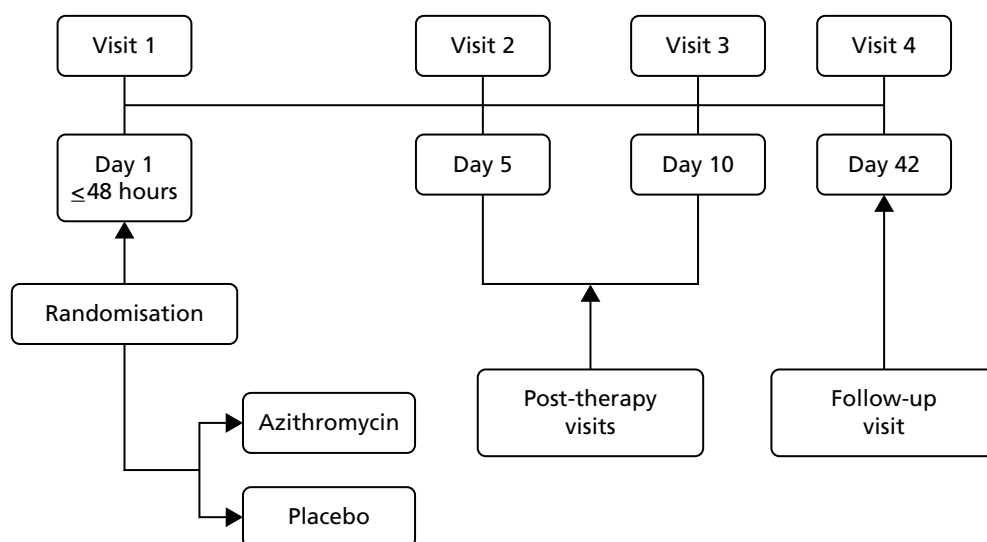 Visit 1
Visit 2
Visit 3
Visit 4
Day 1
≤48 hours
Day 5
Day 10
Day 42
Randomisation
Post-therapy
visits
Follow-up
visit
Azithromycin
Placebo